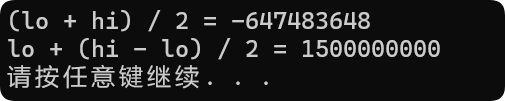 (lo + hi) / 2 = -647483648
lo + (hi - lo) / 2 = 1500000000
请按任意键继续. . .